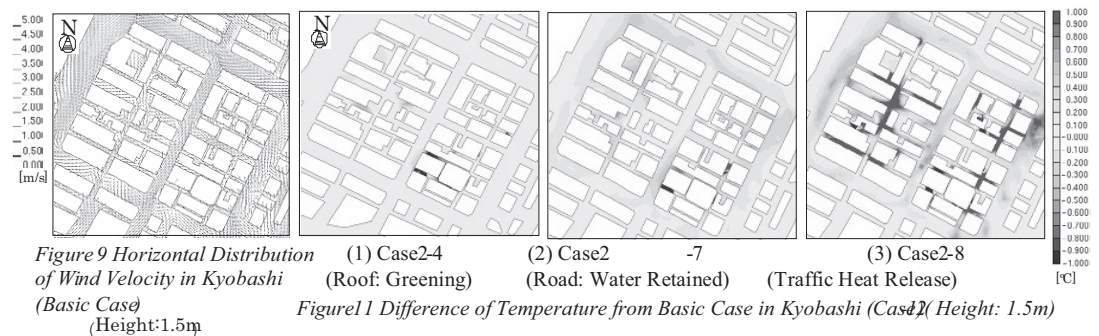 5.00
4.50
4.00
3.50
3.00
2.50
2.00
1.50
1.00
0.50
0.00
[m/s]
N
N
1.000
0.900
0.800
0.700
0.600
0.500
0.400
0.300
0.200
0.100
0.000
-0.100
-0.200
-0.300
-0.400
-0.500
-0.600
-0.700
-0.800
-0.900
-1.000
[℃]
Figure 9 Horizontal Distribution
of Wind Velocity in Kyobashi
(Basic Case)
(Height:1.5m)
(1) Case2-4
(Roof: Greening)
(2) Case2 -7
(Road: Water Retained)
(3) Case2-8
(Traffic Heat Release)
Figure11 Difference of Temperature from Basic Case in Kyobashi ( Height: 1.5m)